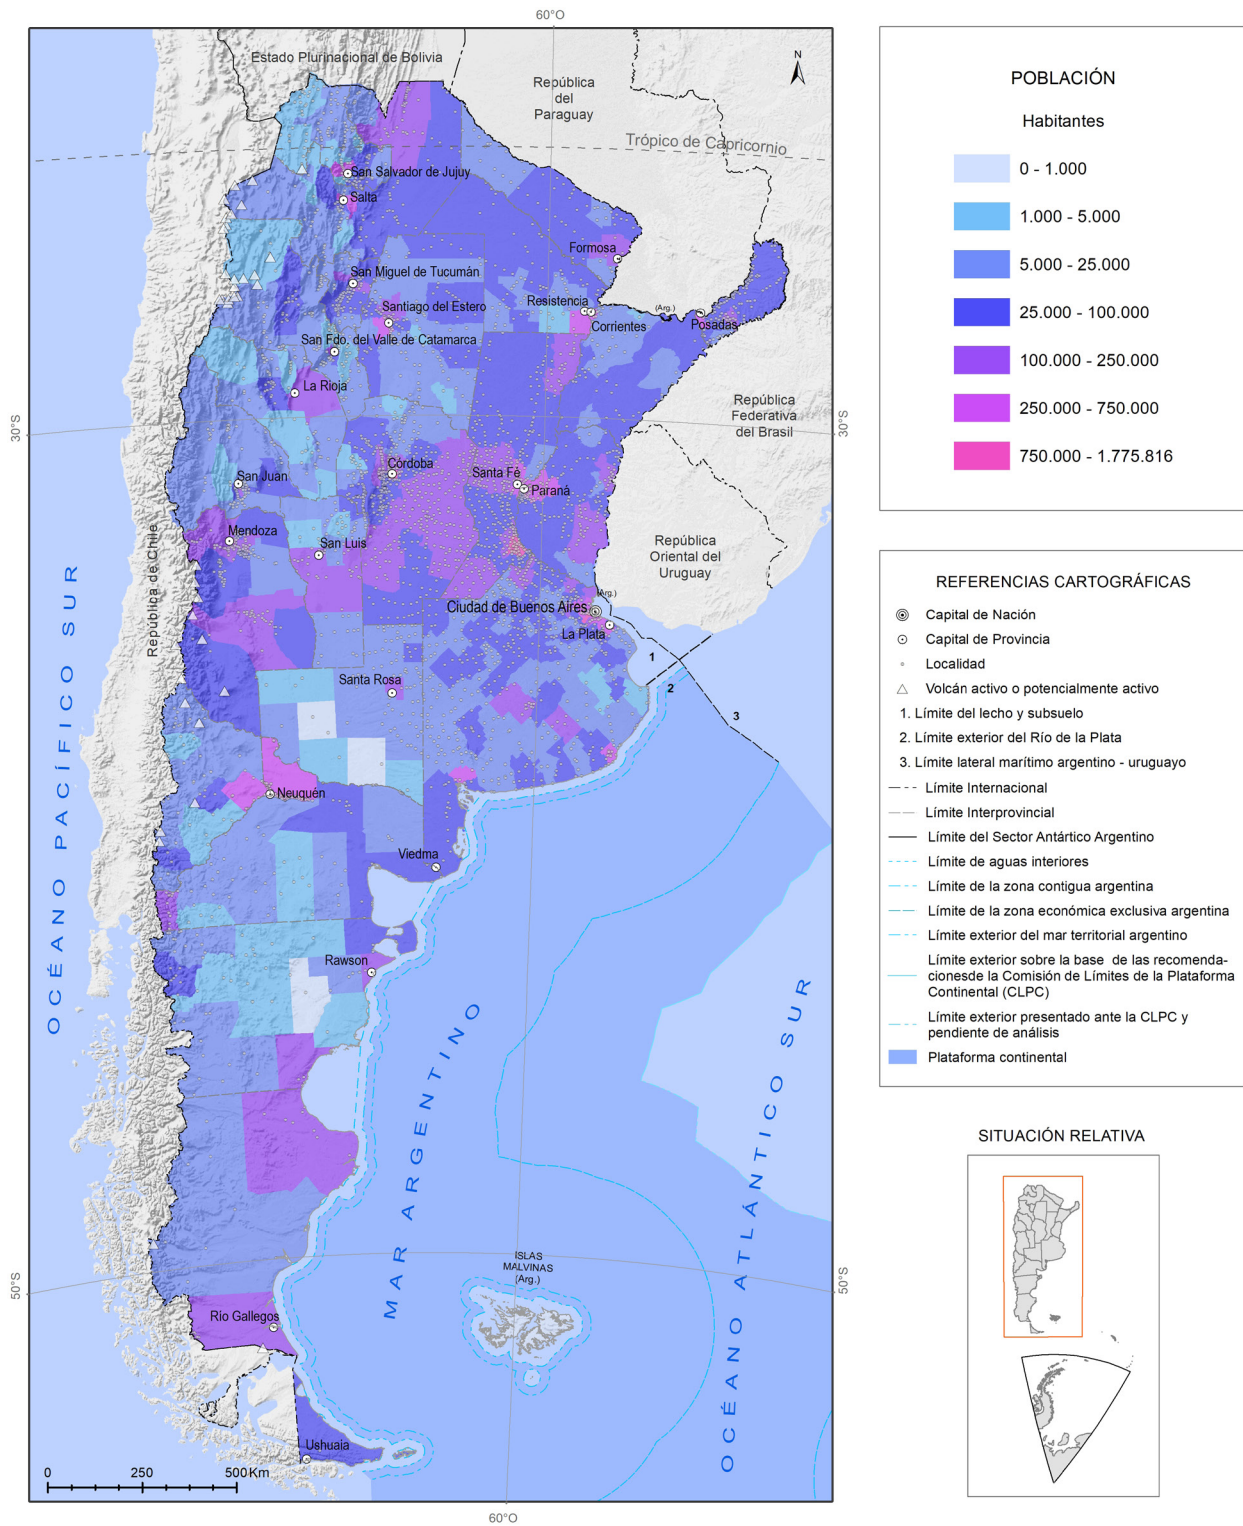 60°O
Estado Plurinacional de Bolivia
República
del
Paraguay
N
Trópico de Capricornio
San Salvador de Jujuy
Salta
Formosa
San Miguel de Tucumán
Santiago del Estero
Resistencia
Corrientes
(Arg.)
Posadas
San Fdo. del Valle de Catamarca
La Rioja
República
Federativa
del Brasil
30°S
30°S
Córdoba
San Juan
Santa Fé
Paraná
Mendoza
San Luis
República
Oriental del
Uruguay
República de Chile
(Arg.)
Ciudad de Buenos Aires
La Plata
1
2
3
Santa Rosa
Neuquén
Viedma
Rawson
OCÉANO PACÍFICO SUR
MAR ARGENTINO
OCÉANO ATLÁNTICO SUR
ISLAS
MALVINAS
(Arg.)
50°S
50°S
Rio Gallegos
Ushuaia
0 250 500Km
60°O
POBLACIÓN
Habitantes
0 - 1.000
1.000 - 5.000
5.000 - 25.000
25.000 - 100.000
100.000 - 250.000
250.000 - 750.000
750.000 - 1.775.816
REFERENCIAS CARTOGRÁFICAS
Capital de Nación
Capital de Provincia
Localidad
Volcán activo o potencialmente activo
1. Límite del lecho y subsuelo
2. Límite exterior del Río de la Plata
3. Límite lateral marítimo argentino - uruguayo
Límite Internacional
Límite Interprovincial
Límite del Sector Antártico Argentino
Límite de aguas interiores
Límite de la zona contigua argentina
Límite de la zona económica exclusiva argentina
Límite exterior del mar territorial argentino
Límite exterior sobre la base de las recomenda-
cionesde la Comisión de Límites de la Plataforma
Continental (CLPC)
Límite exterior presentado ante la CLPC y
pendiente de análisis
Plataforma continental
SITUACIÓN RELATIVA